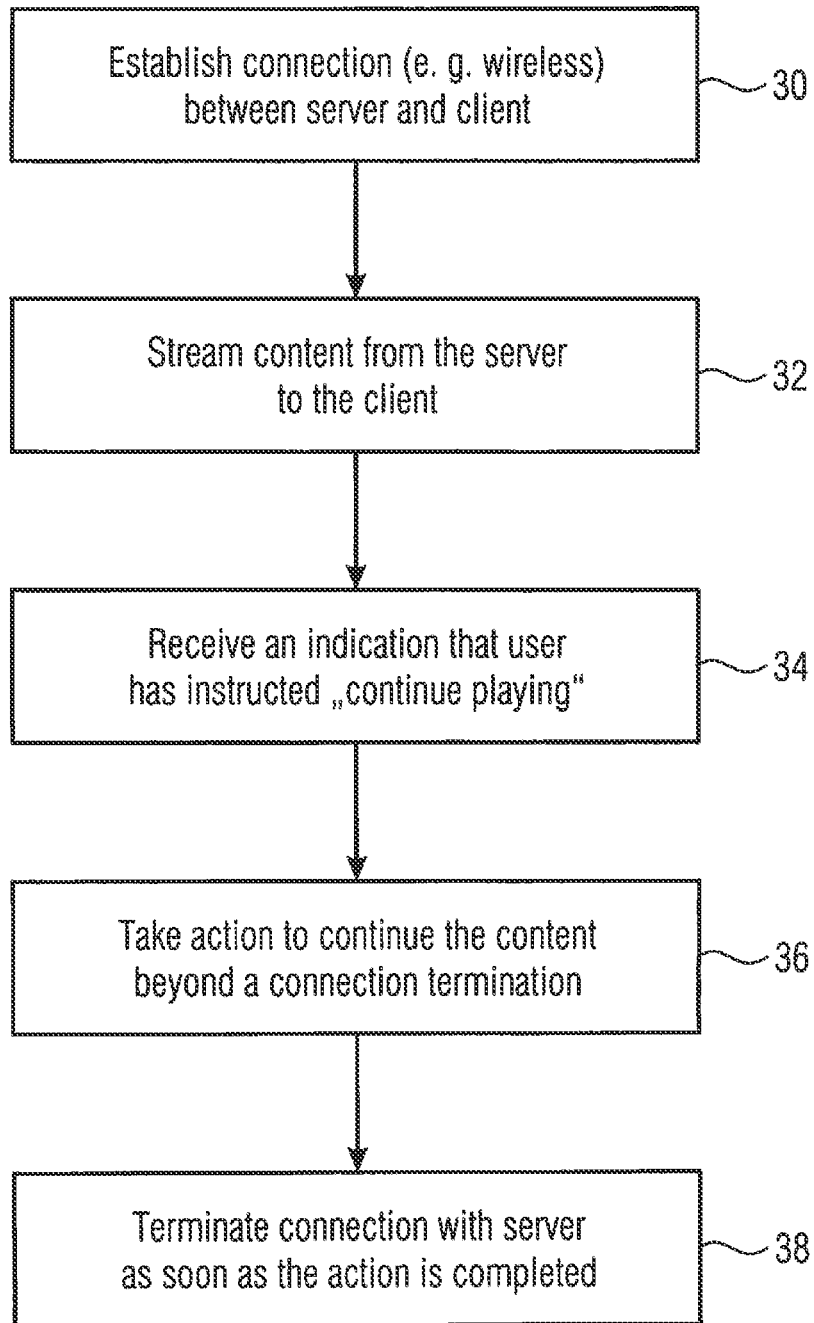 Establish connection (e. g. wireless)
between server and client
30
Stream content from the server
to the client
32
Receive an indication that user
has instructed „continue playing“
34
Take action to continue the content
beyond a connection termination
36
Terminate connection with server
as soon as the action is completed
38